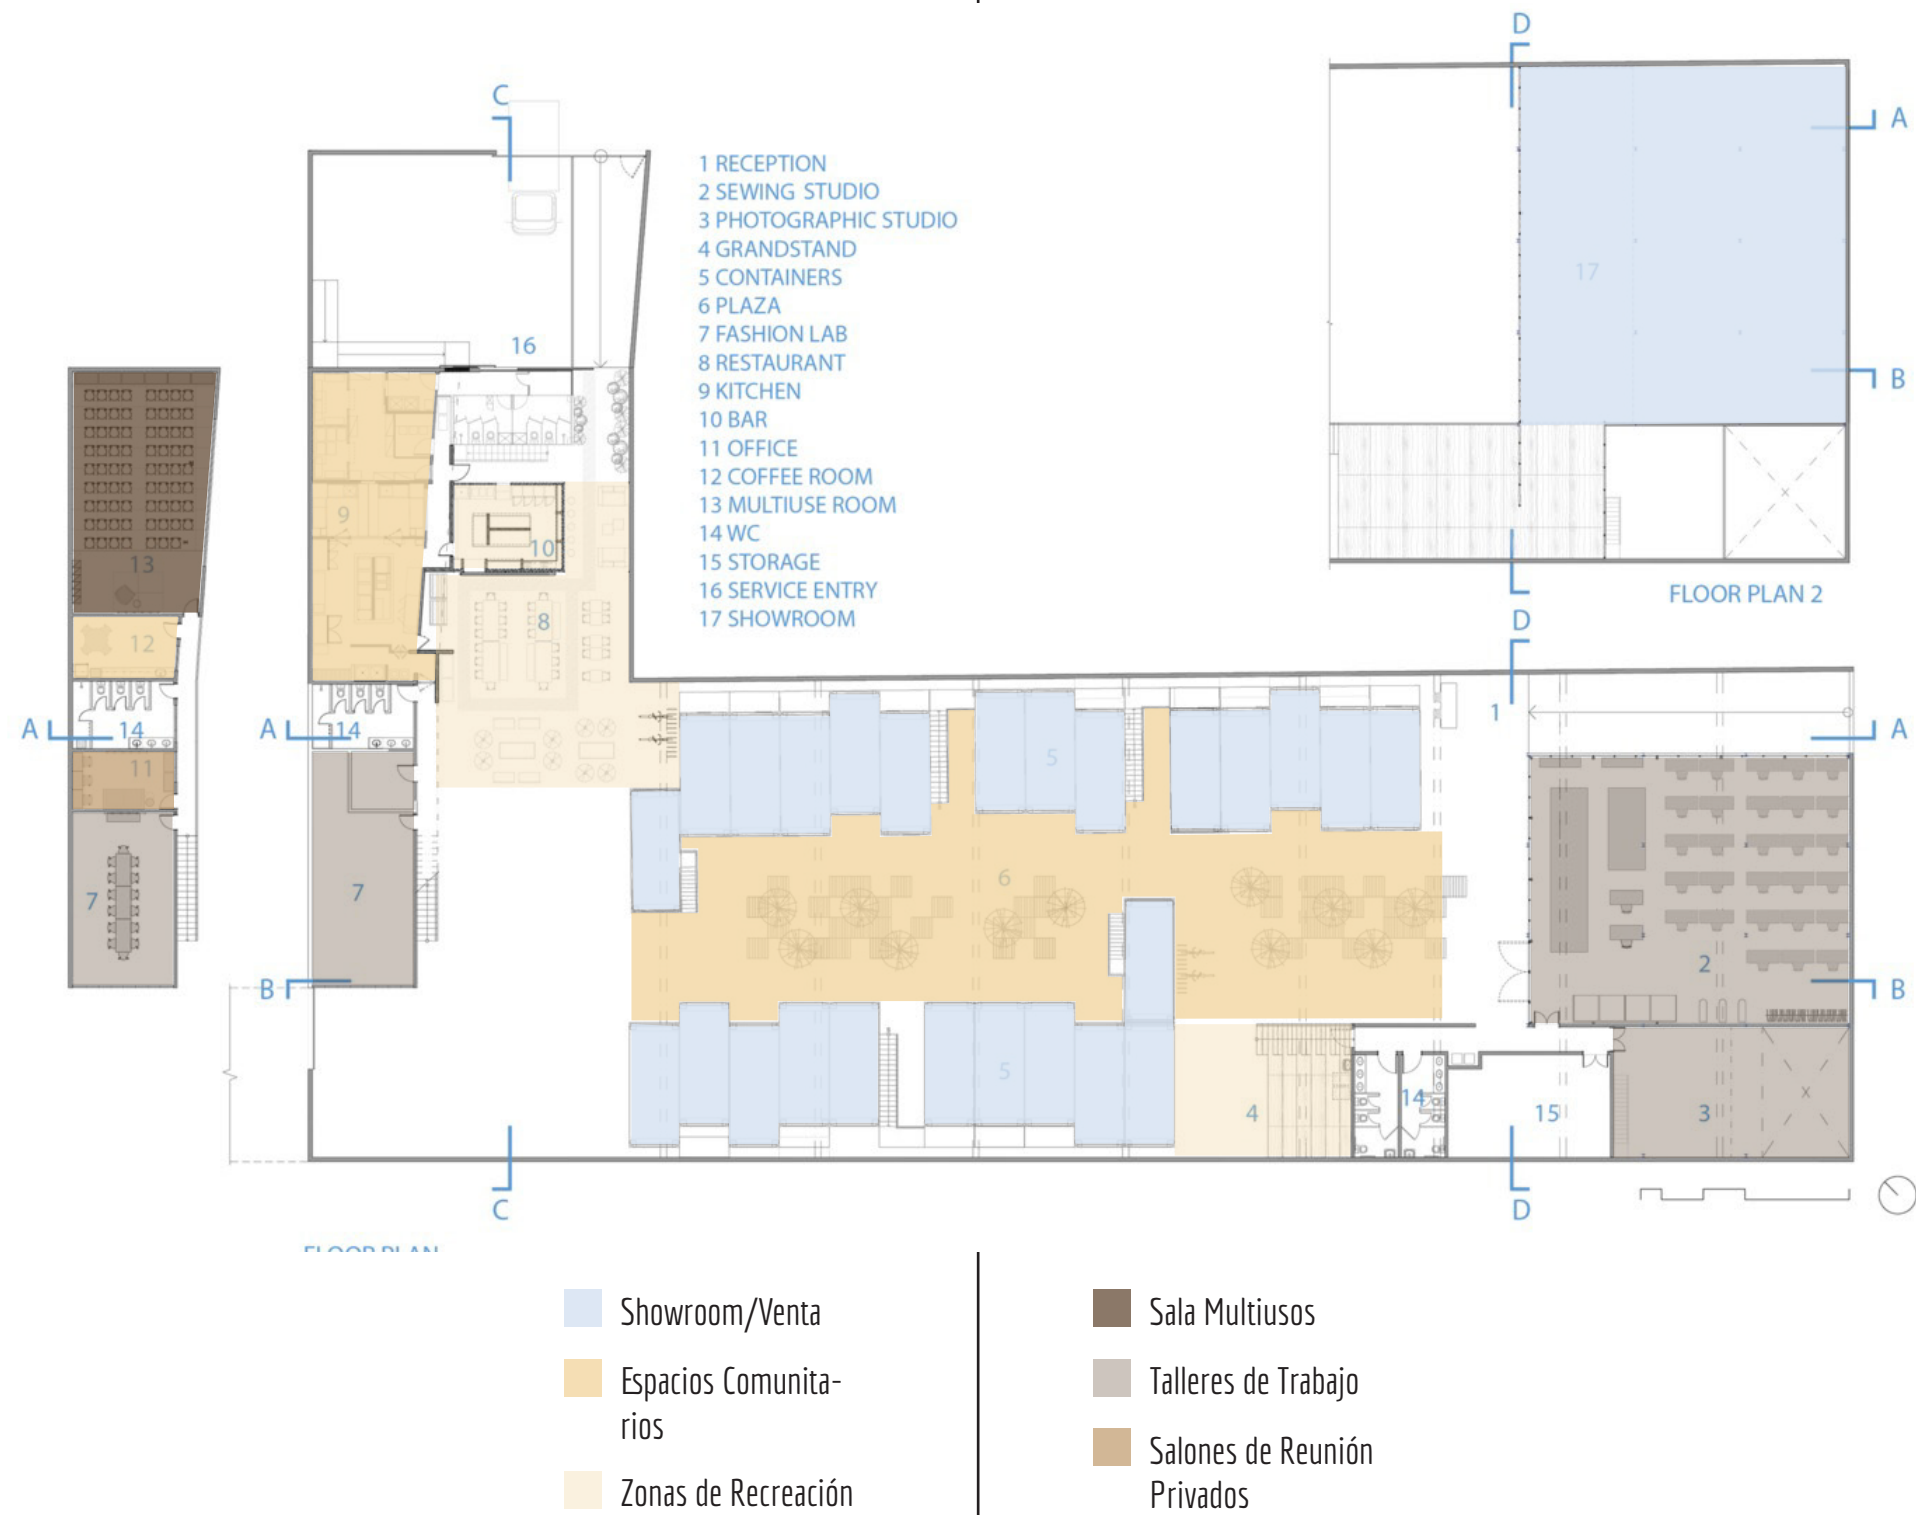 D
C
A
1 RECEPTION
2 SEWING STUDIO
3 PHOTOGRAPHIC STUDIO
4 GRANDSTAND
5 CONTAINERS
6 PLAZA
7 FASHION LAB
8 RESTAURANT
9 KITCHEN
10 BAR
11 OFFICE
12 COFFEE ROOM
13 MULTIUSE ROOM
14 WC
15 STORAGE
16 SERVICE ENTRY
17 SHOWROOM
17
16
B
9
10
13
FLOOR PLAN 2
8
D
12
1
A
14
A
14
5
A
11
6
7
7
2
B
B
5
14
15
4
3
C
D
FLOOR PLAN
Showroom/Venta
Espacios Comunita-
rios
Zonas de Recreación
Sala Multiusos
Talleres de Trabajo
Salones de Reunión
Privados